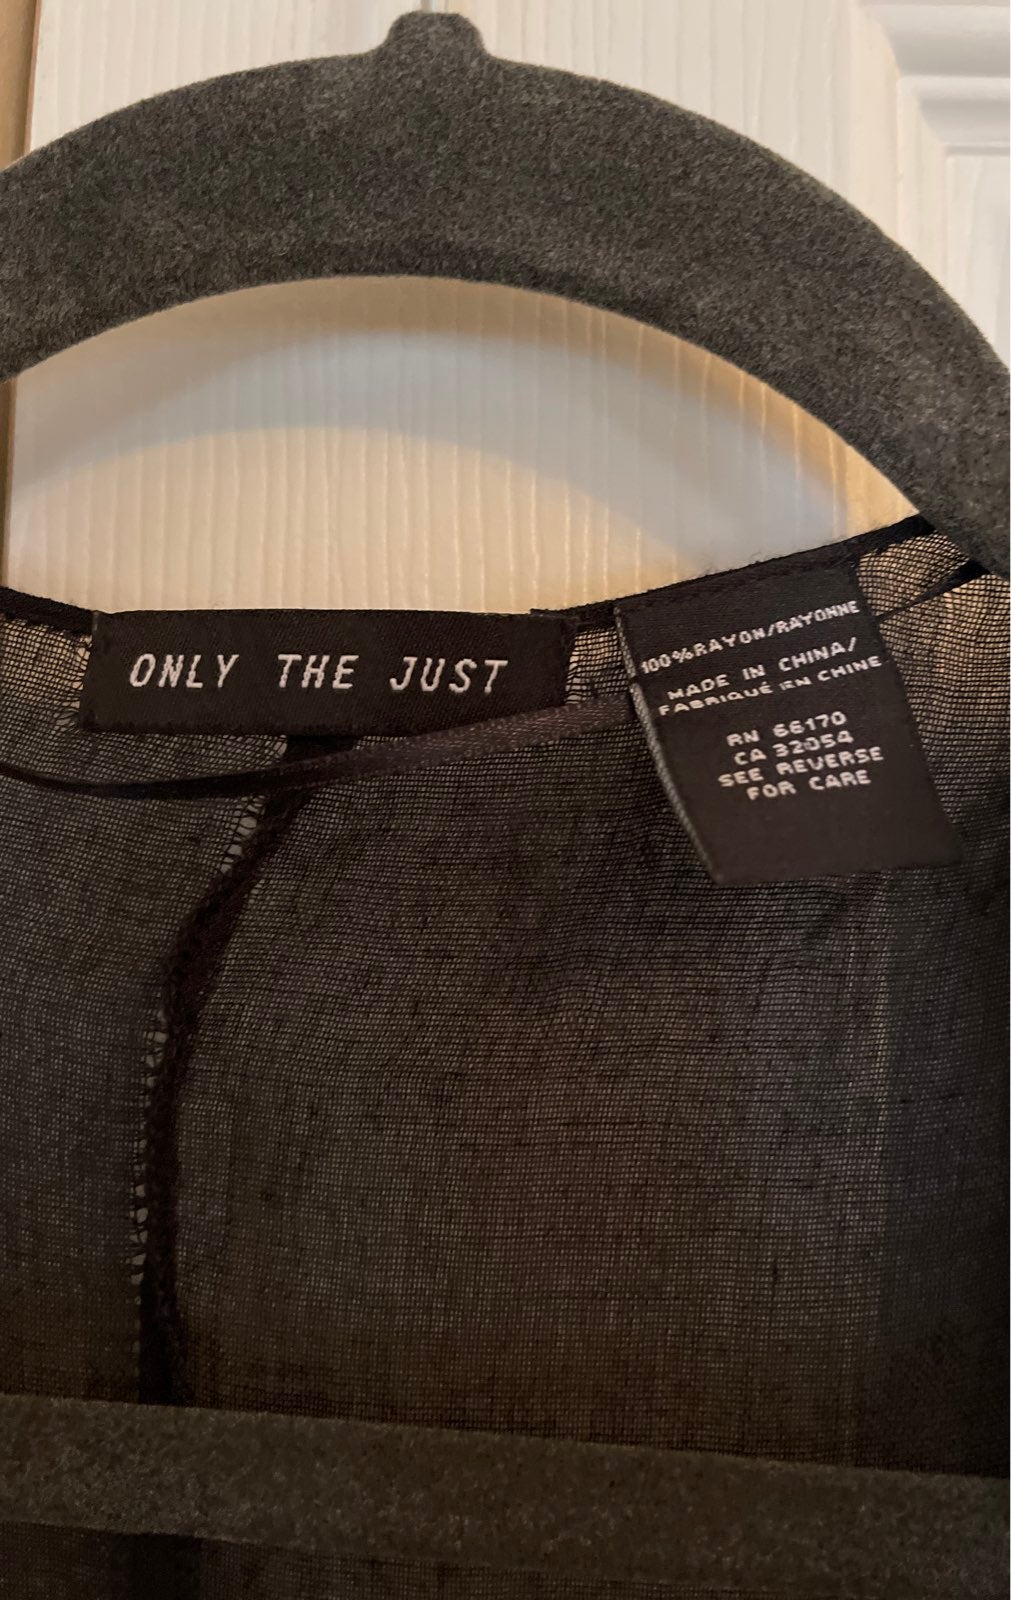 ONLY THE JUST
100%RAYON/RAYONNE
MADE IN CHINA/
FABRIQUÉ EN CHINE
RN 66170
CA 32054
SEE REVERSE
FOR CARE